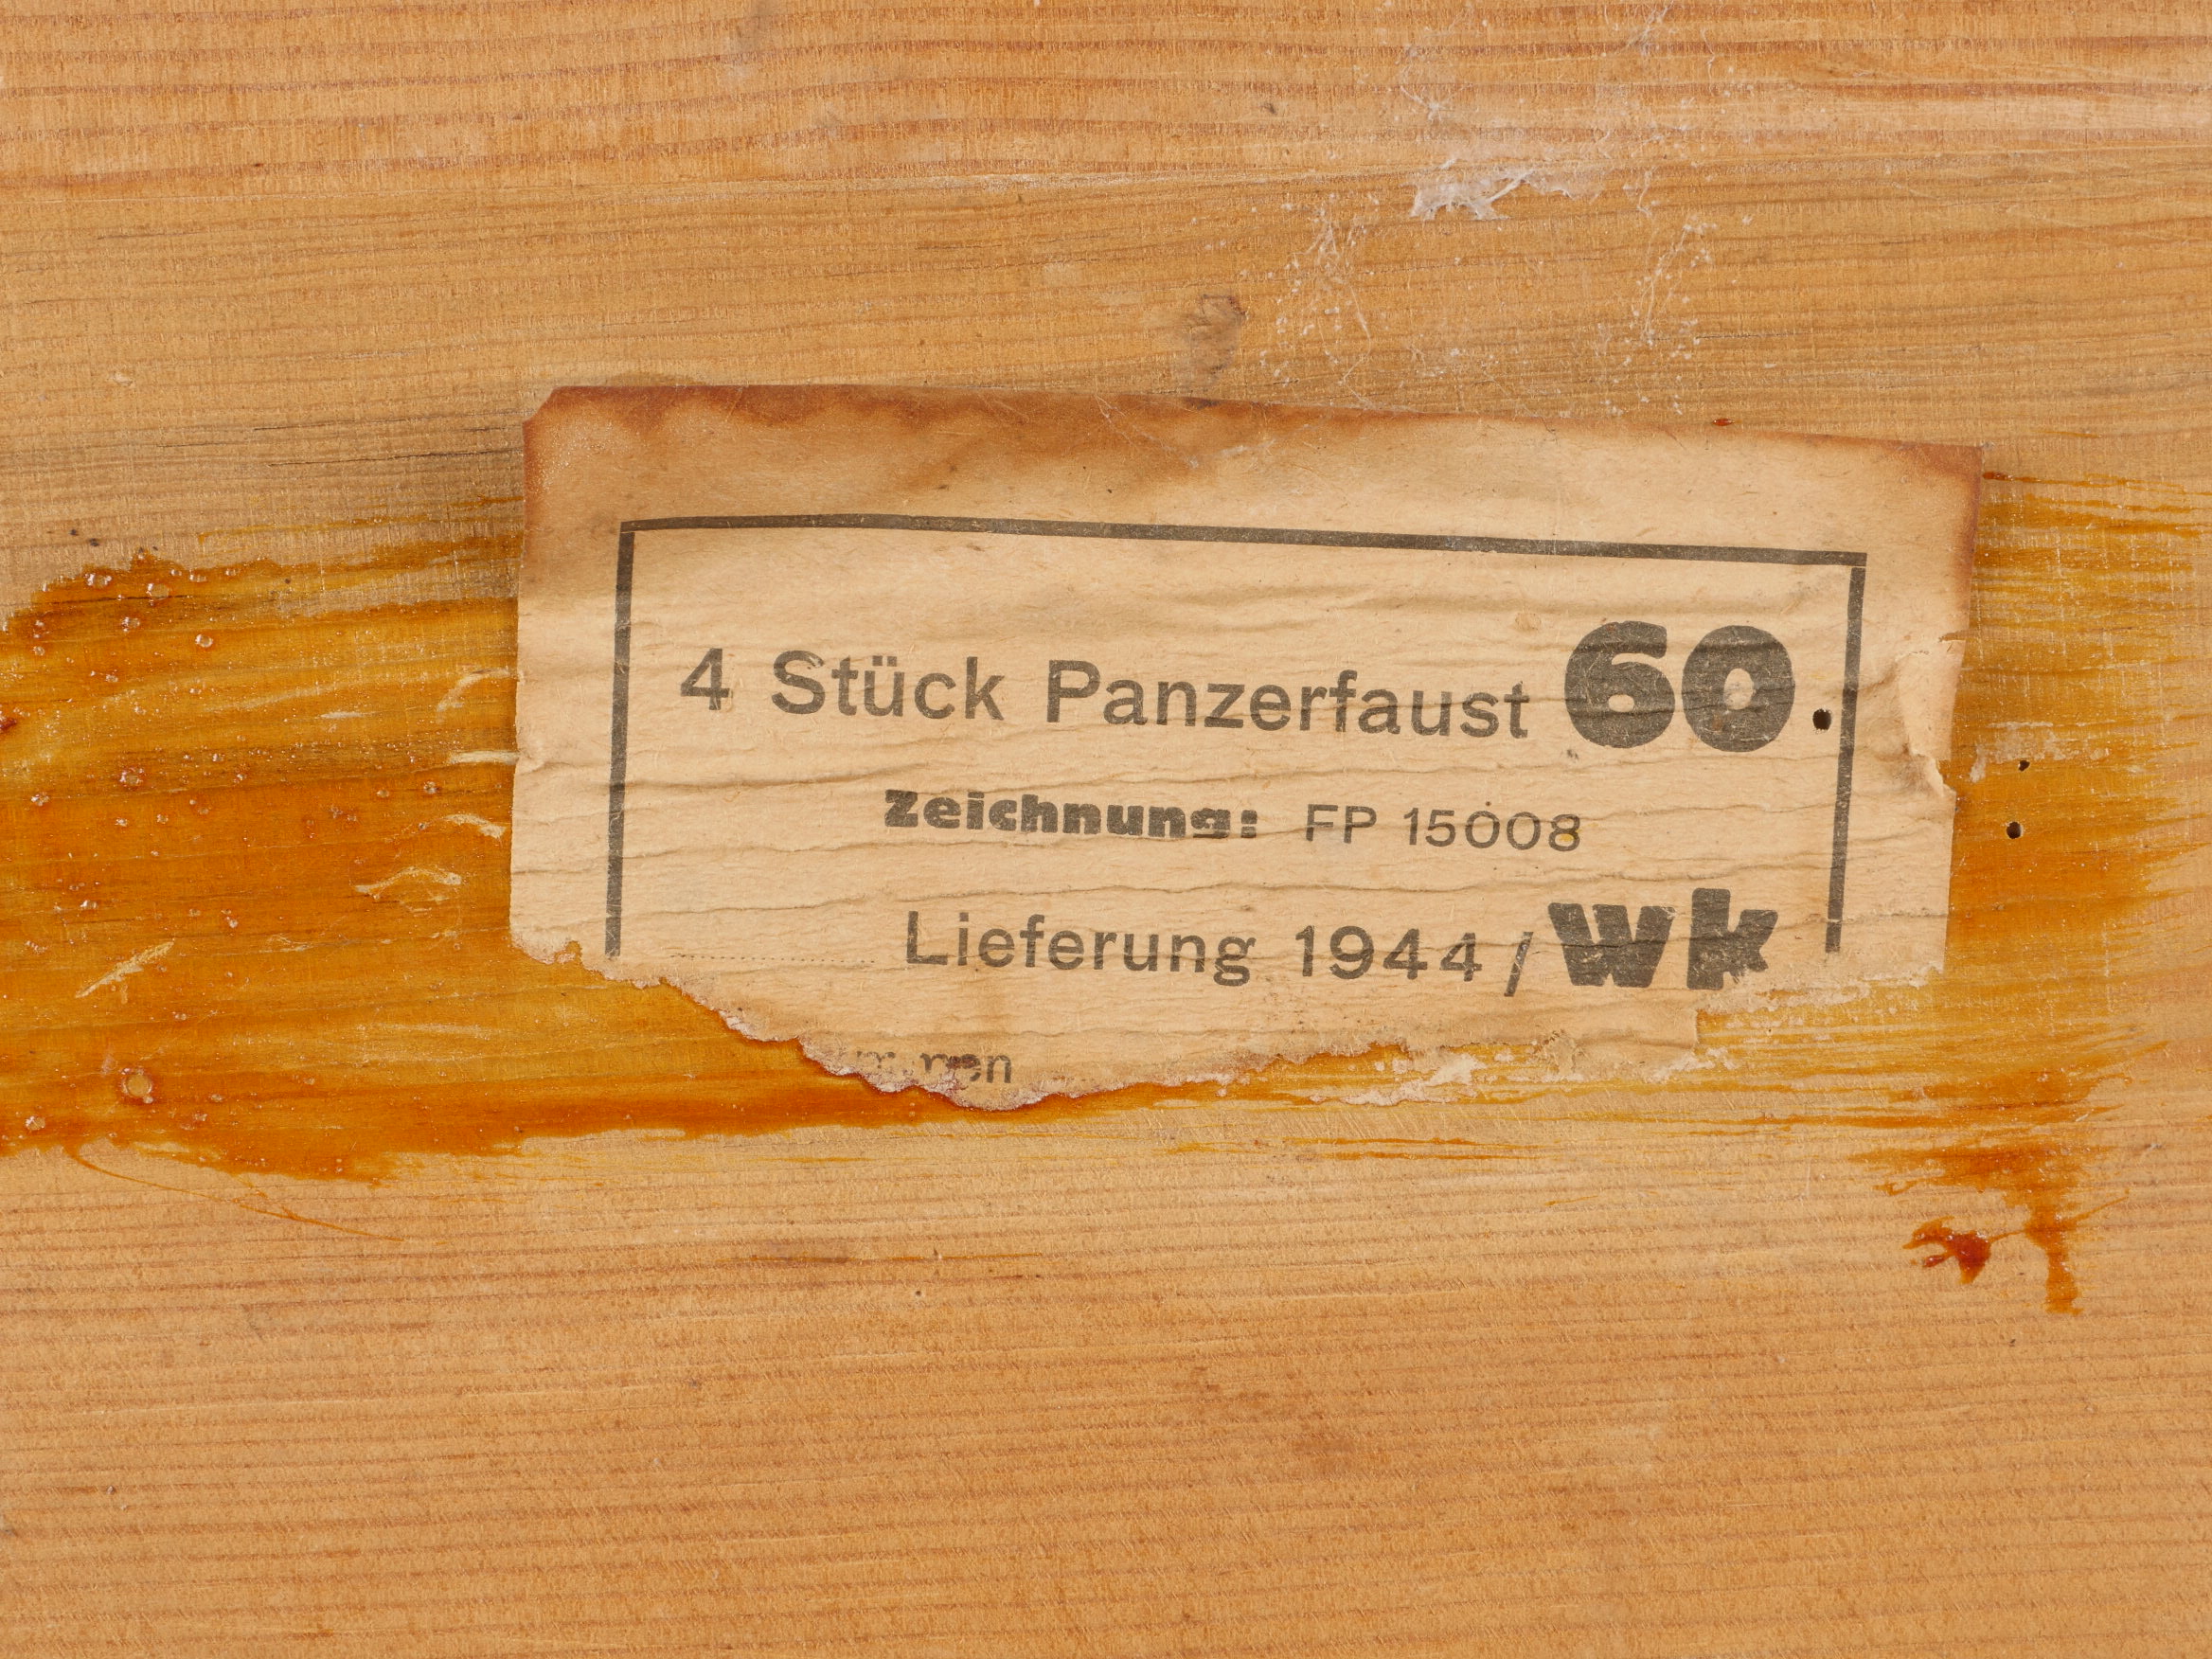 4 Stück Panzerfaust 60
Zeichnung: FP 15008
Lieferung 1944 / wk